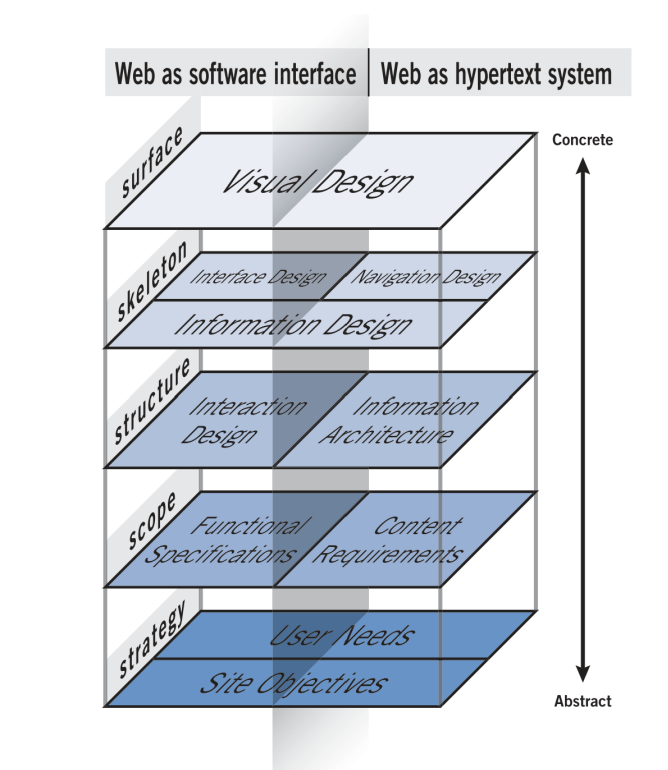 Web as software interface
Web as hypertext system
Concrete
surface
Visual Design
skeleton
Interface Design
Navigation Design
Information Design
structure
Interaction
Design
Information
Architecture
scope
Functional
Specifications
Content
Requirements
strategy
User Needs
Site Objectives
Abstract